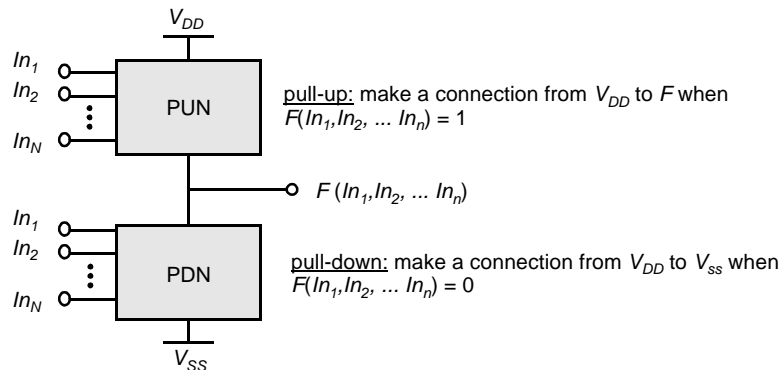 V_DD
In_1
In_2
In_N
PUN
pull-up: make a connection from V_DD to F when
F(In_1,In_2, ... In_n) = 1
F (In_1,In_2, ... In_n)
In_1
In_2
In_N
PDN
pull-down: make a connection from V_DD to V_ss when
F(In_1,In_2, ... In_n) = 0
V_SS